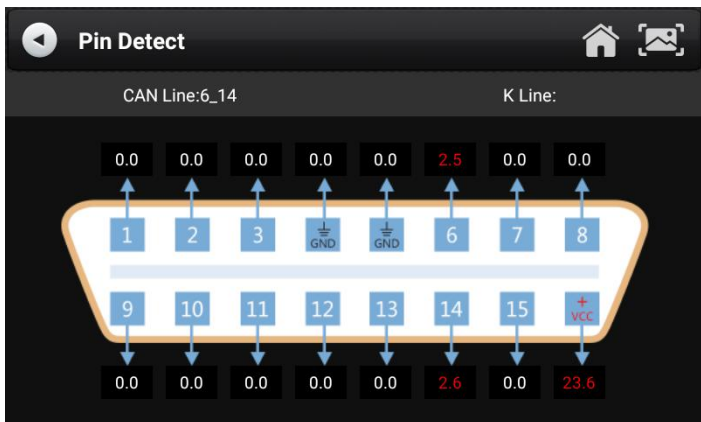 Pin Detect
CAN Line:6_14 K Line:
0.0 0.0 0.0 0.0 0.0 2.5 0.0 0.0
1 2 3 GND GND 6 7 8
9 10 11 12 13 14 15 + VCC
0.0 0.0 0.0 0.0 0.0 2.6 0.0 23.6